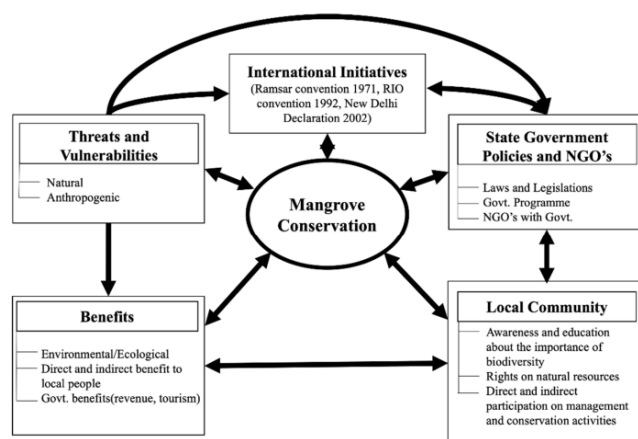 International Initiatives
(Ramsar convention 1971, RIO
convention 1992, New Delhi
Declaration 2002)
Threats and
Vulnerabilities
Natural
Anthropogenic
State Government
Policies and NGO's
Laws and Legislations
Govt. Programme
NGO's with Govt.
Mangrove
Conservation
Benefits
Environmental/Ecological
Direct and indirect benefit to
local people
Govt. benefits(revenue, tourism)
Local Community
Awareness and education
about the importance of
biodiversity
Rights on natural resources
Direct and indirect
participation on management
and conservation activities